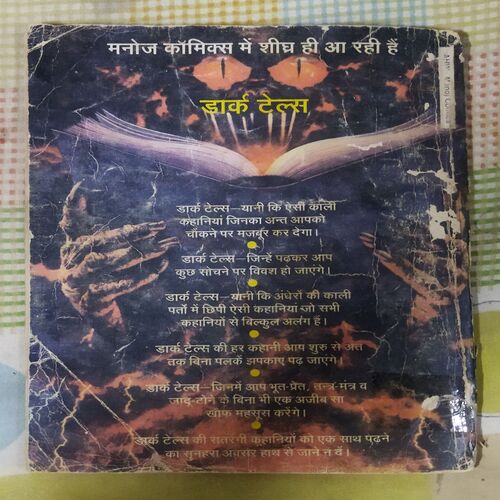 मनोज कॉमिक्स में शीघ्र ही आ रही हैं
डार्क टेल्स
डार्क टेल्स—यानी कि ऐसी काली
कहानियां जिनका अन्त आपको
चौंकने पर मजबूर कर देगा।
डार्क टेल्स—जिन्हें पढ़कर आप
कुछ सोचने पर विवश हो जाएंगे।
डार्क टेल्स—यानी कि अंधेरों की काली
पर्तों में छिपी ऐसी कहानियां जो सभी
कहानियों से बिल्कुल अलग हैं।
डार्क टेल्स की हर कहानी आप शुरु से अंत
तक बिना पलकें झपकाए पढ़ जाएंगे।
डार्क टेल्स—जिनमें आप भूत-प्रेत, तन्त्र-मंत्र व
जादू-टोने के बिना भी एक अजीब सा
खौफ महसूस करेंगे।
डार्क टेल्स की सतरंगी कहानियों को एक साथ पढ़ने
का सुनहरा अवसर हाथ से जाने न दें।